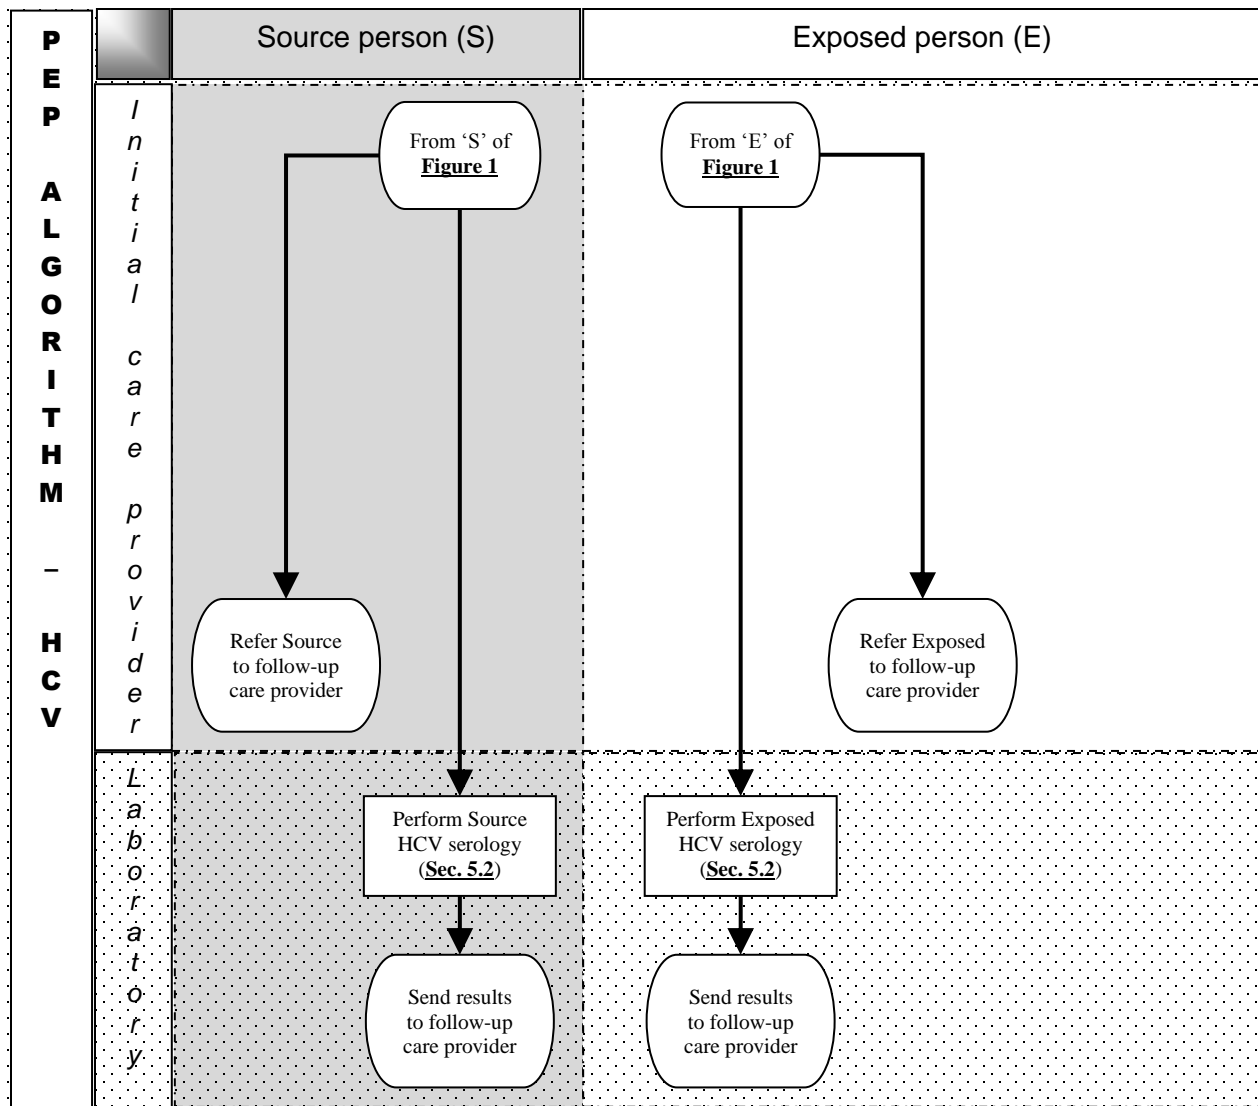 PEP ALGORITHM – HCV
Source person (S)
Exposed person (E)
Initial care provider
From ‘S’ of
Figure 1
From ‘E’ of
Figure 1
Refer Source
to follow-up
care provider
Refer Exposed
to follow-up
care provider
Laboratory
Perform Source
HCV serology
(Sec. 5.2)
Perform Exposed
HCV serology
(Sec. 5.2)
Send results
to follow-up
care provider
Send results
to follow-up
care provider